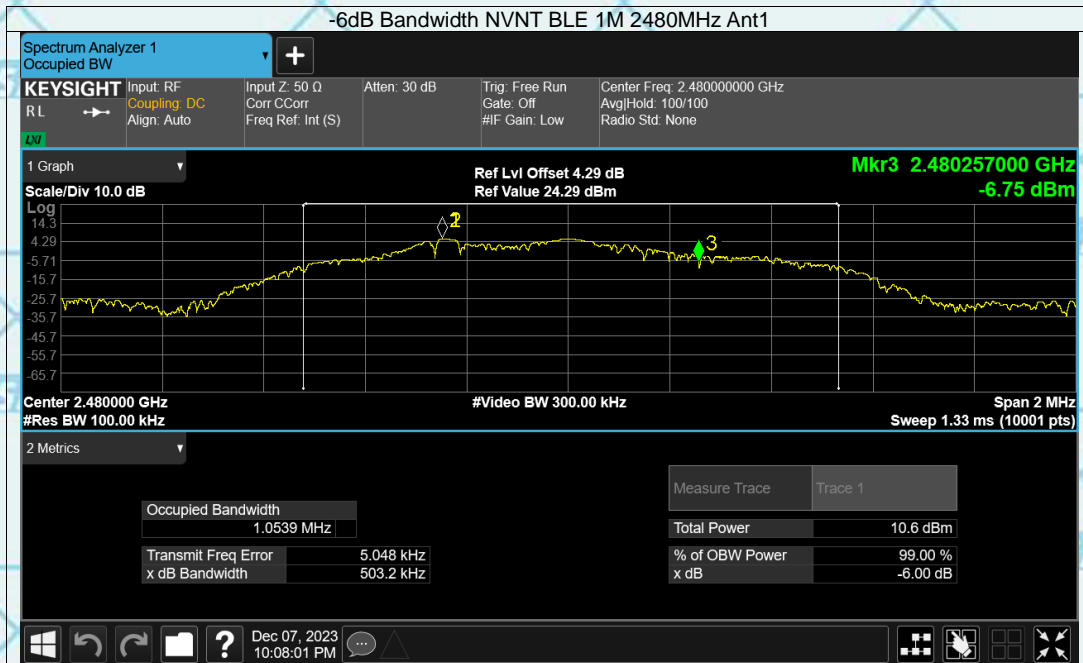 -6dB Bandwidth NVNT BLE 1M 2480MHz Ant1
Spectrum Analyzer 1
Occupied BW
+
KEYSIGHT
RL
LXI
Input: RF
Coupling: DC
Align: Auto
Input Z: 50 Ω
Corr CCorr
Freq Ref: Int (S)
Atten: 30 dB
Trig: Free Run
Gate: Off
#IF Gain: Low
Center Freq: 2.480000000 GHz
Avg|Hold: 100/100
Radio Std: None
1 Graph
Scale/Div 10.0 dB
Ref Lvl Offset 4.29 dB
Ref Value 24.29 dBm
Mkr3 2.480257000 GHz
-6.75 dBm
Log
14.3
4.29
-5.71
-15.7
-25.7
-35.7
-45.7
-55.7
-65.7
2
3
Center 2.480000 GHz
#Video BW 300.00 kHz
Span 2 MHz
#Res BW 100.00 kHz
Sweep 1.33 ms (10001 pts)
2 Metrics
Measure Trace Trace 1
Occupied Bandwidth
1.0539 MHz
Total Power 10.6 dBm
Transmit Freq Error 5.048 kHz
% of OBW Power 99.00 %
x dB Bandwidth 503.2 kHz
x dB -6.00 dB
?
Dec 07, 2023
10:08:01 PM